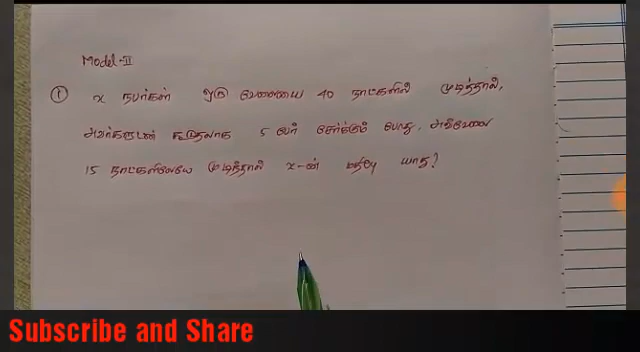 Model-II
① x நபர்கள் ஒரு வேலையை 40 நாட்களில் முடித்தால்,
அவர்களுடன் கூடுதலாக 5 பேர் சேர்க்கும் போது, அவ்வேலை
15 நாட்களிலேயே முடித்தால் x-ன் மதிப்பு யாது?
Subscribe and Share